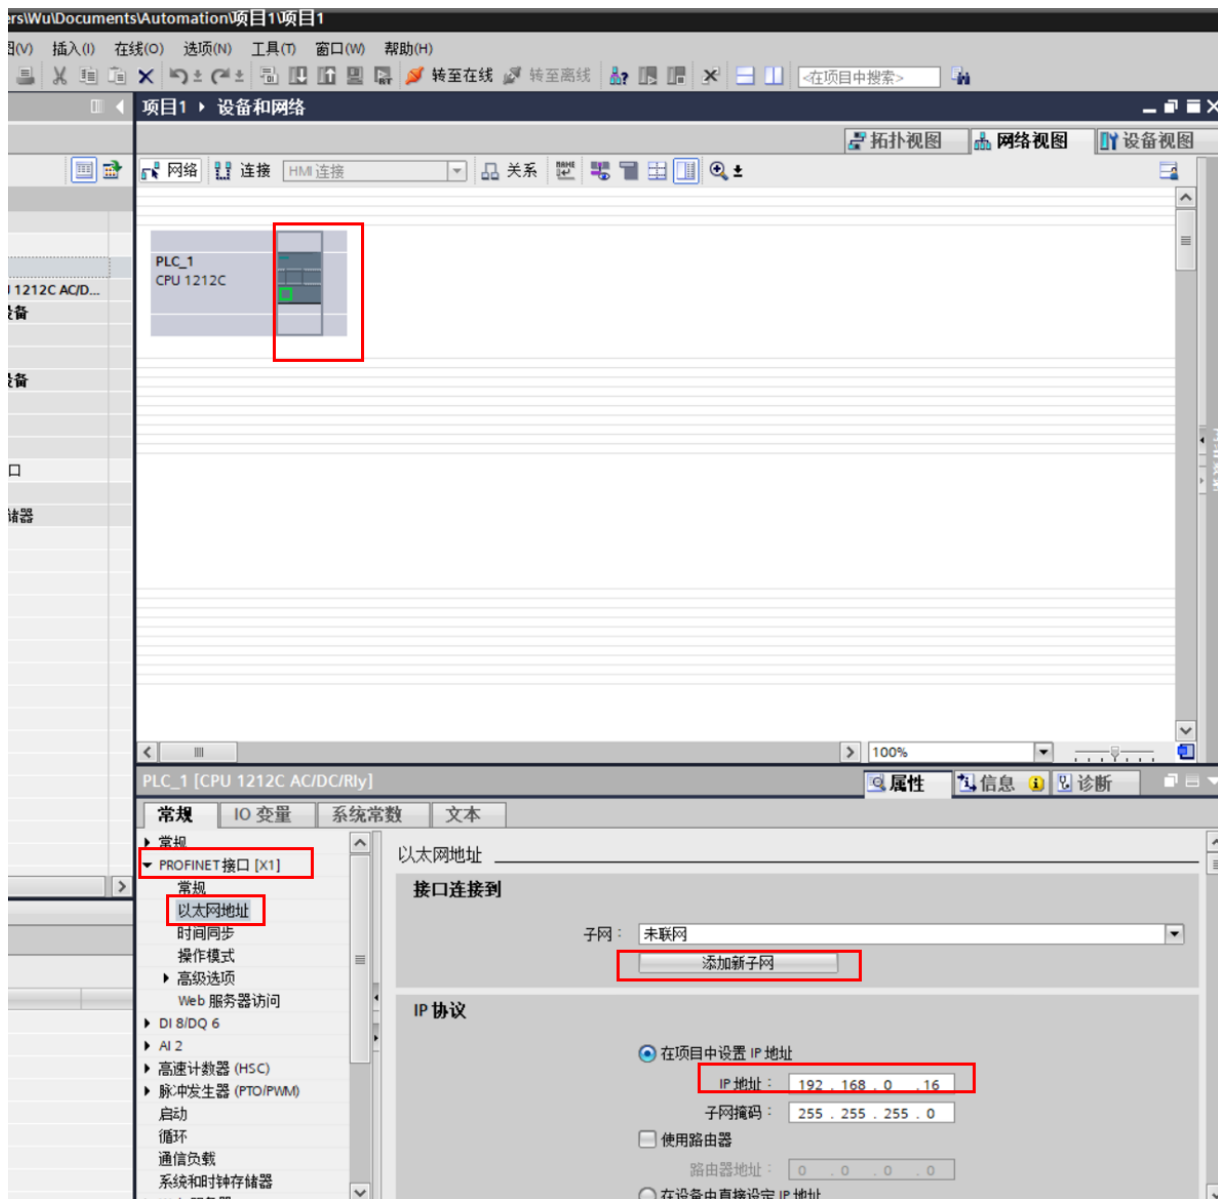 ers\Wu\Documents\Automation\项目1\项目1
图(V) 插入(I) 在线(O) 选项(N) 工具(T) 窗口(W) 帮助(H)
转至在线 转至离线 <在项目中搜索>
项目1 设备和网络
拓扑视图 网络视图 设备视图
网络 连接 HMI 连接 关系
PLC_1
CPU 1212C
1212C AC/D...
设备
设备
口
储器
100%
PLC_1 [CPU 1212C AC/DC/Rly]
属性 信息 诊断
常规 IO 变量 系统常数 文本
常规
PROFINET接口 [X1]
常规
以太网地址
时间同步
操作模式
高级选项
Web 服务器访问
DI 8/DQ 6
AI 2
高速计数器 (HSC)
脉冲发生器 (PTO/PWM)
启动
循环
通信负载
系统和时钟存储器
以太网地址
接口连接到
子网： 未联网
添加新子网
IP 协议
在项目中设置 IP 地址
IP 地址： 192 . 168 . 0 . 16
子网掩码： 255 . 255 . 255 . 0
使用路由器
路由器地址： 0 . 0 . 0 . 0
在设备中直接设定 IP 地址